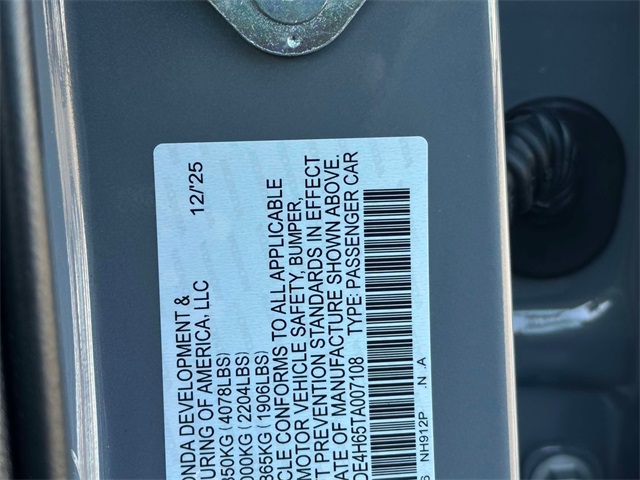 ONDA DEVELOPMENT & 12/'25
URING OF AMERICA, LLC
850KG (4078LBS)
000KG (2204LBS)
865KG (1906LBS)
CLE CONFORMS TO ALL APPLICABLE
MOTOR VEHICLE SAFETY, BUMPER,
T PREVENTION STANDARDS IN EFFECT
ATE OF MANUFACTURE SHOWN ABOVE.
DE4H65TA007108 TYPE: PASSENGER CAR
6 NH912P .N .A